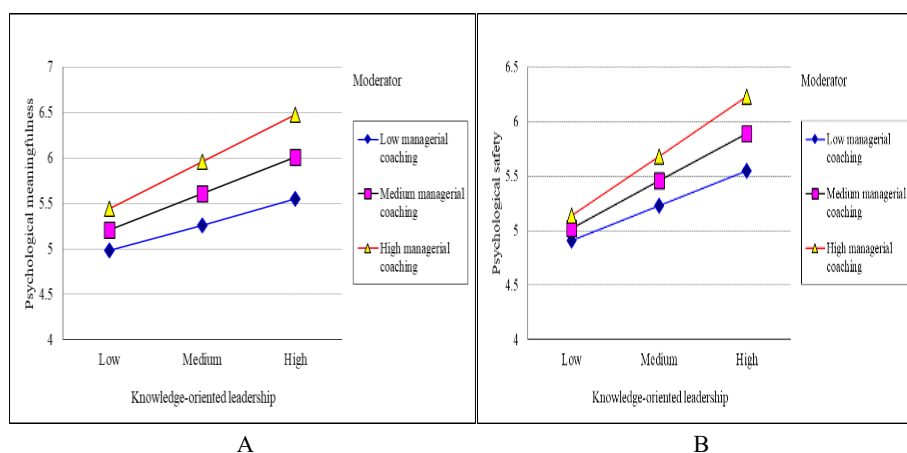 7
6.5
6
5.5
5
4.5
4
Psychological meaningfulness
Low
Medium
High
Knowledge-oriented leadership
Moderator
Low managerial
coaching
Medium managerial
coaching
High managerial
coaching
A
6.5
6
5.5
5
4.5
4
Psychological safety
Low
Medium
High
Knowledge-oriented leadership
Moderator
Low managerial
coaching
Medium managerial
coaching
High managerial
coaching
B